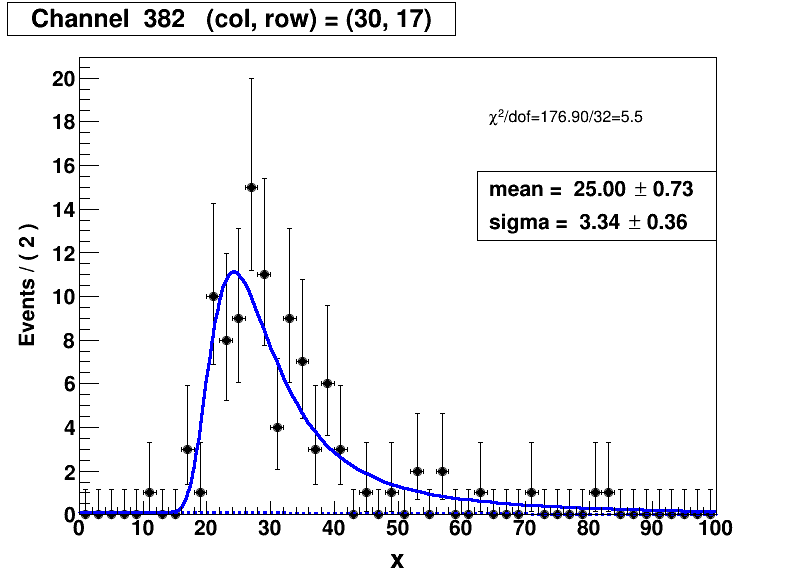 Channel 382 (col, row) = (30, 17)
χ²/dof=176.90/32=5.5
mean = 25.00 ± 0.73
sigma = 3.34 ± 0.36
Events / ( 2 )
20
18
16
14
12
10
8
6
4
2
0
0 10 20 30 40 50 60 70 80 90 100
x